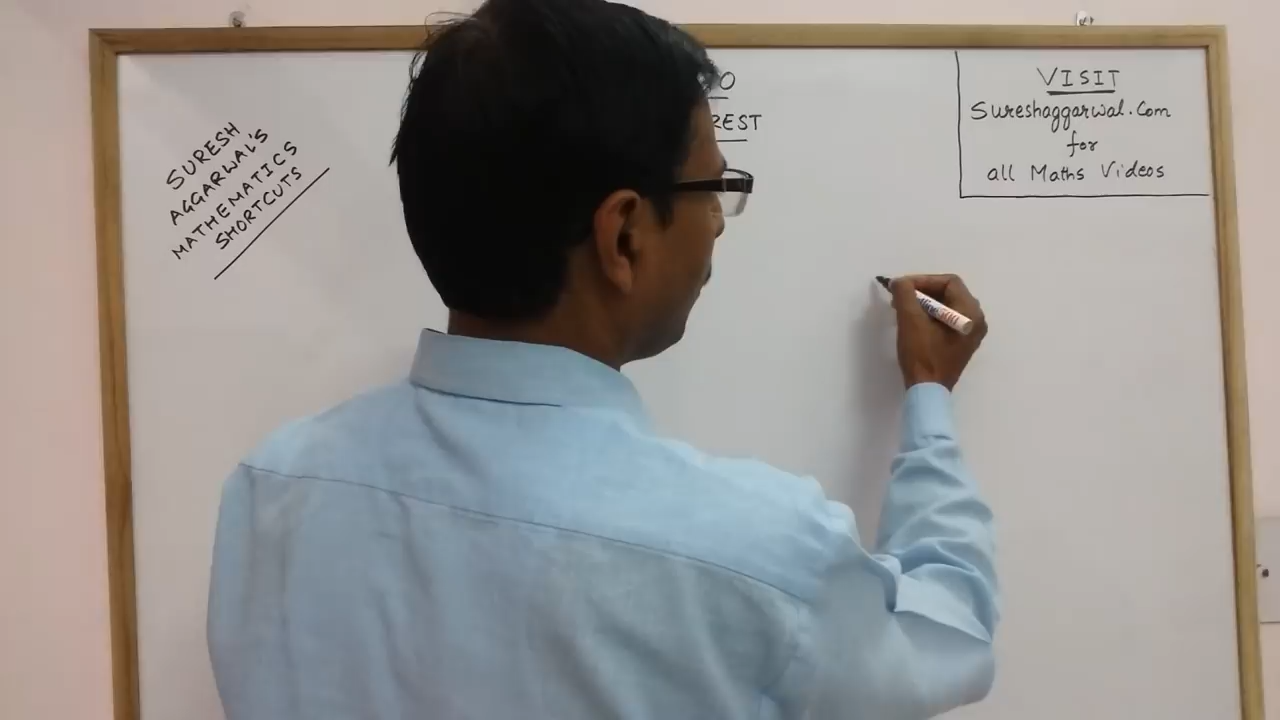 SURESH
AGGARWAL'S
MATHEMATICS
SHORTCUTS
VISIT
Sureshaggarwal.Com
for
all Maths Videos